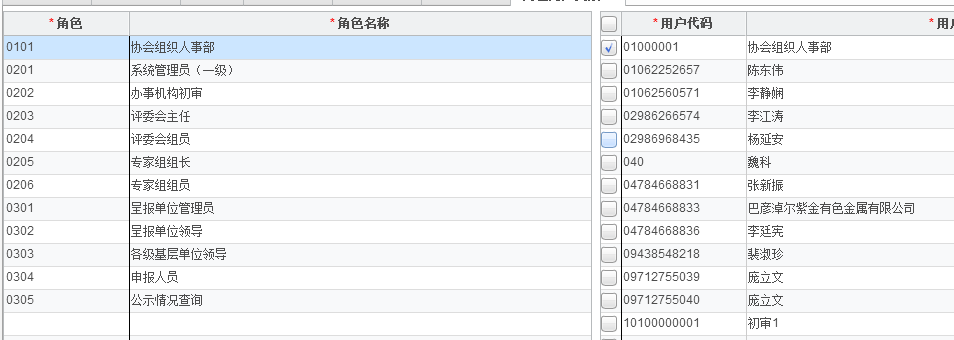 *角色 *角色名称 *用户代码 *用
0101 协会组织人事部 01000001 协会组织人事部
0201 系统管理员（一级） 01062252657 陈东伟
0202 办事机构初审 01062560571 李静娴
0203 评委会主任 02986266574 李江涛
0204 评委会组员 02986968435 杨延安
0205 专家组组长 040 魏科
0206 专家组组员 04784668831 张新振
0301 呈报单位管理员 04784668833 巴彦淖尔紫金有色金属有限公司
0302 呈报单位领导 04784668836 李廷宪
0303 各级基层单位领导 09438548218 裴淑珍
0304 申报人员 09712755039 庞立文
0305 公示情况查询 09712755040 庞立文
10100000001 初审1